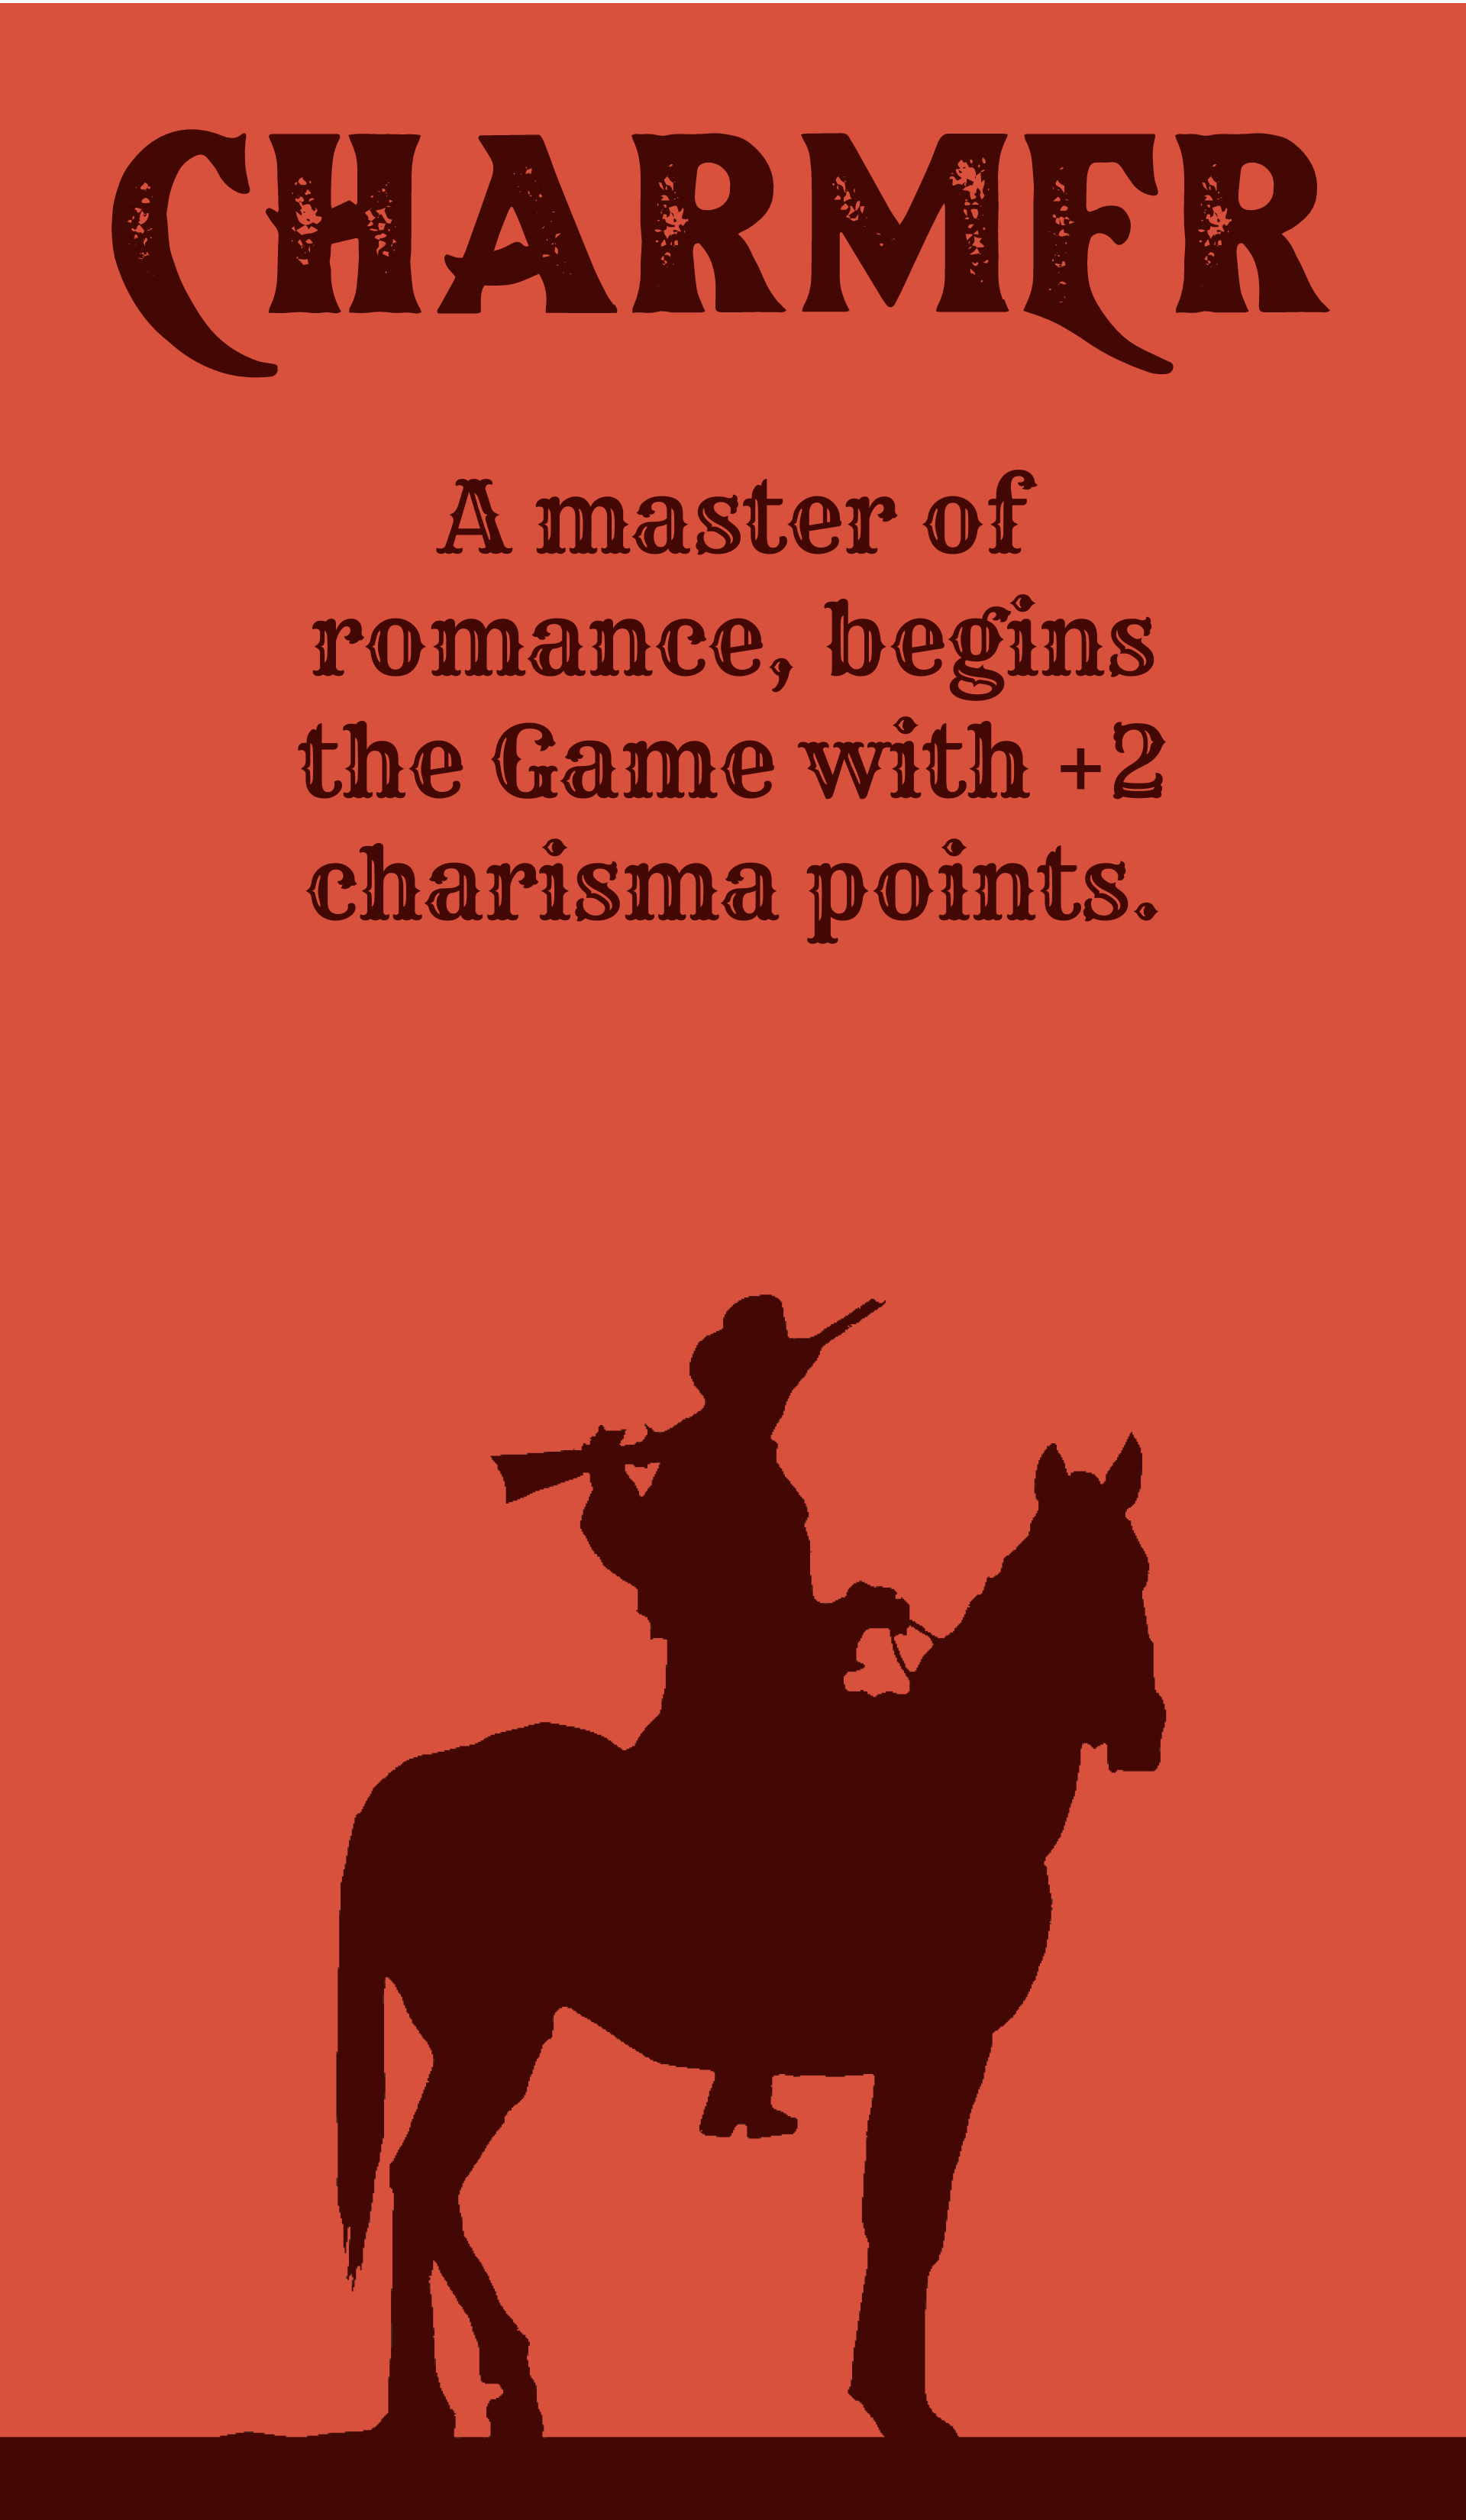 CHARMER
A master of
romance, begins
the Game with +2
charisma points.